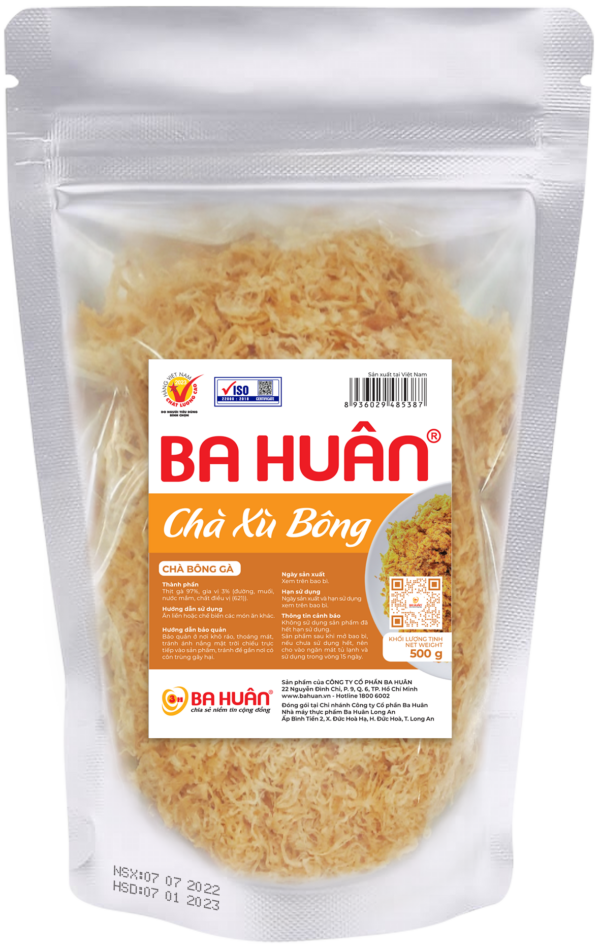 Sản xuất tại Việt Nam
HÀNG VIỆT NAM
CHẤT LƯỢNG CAO
DO NGƯỜI TIÊU DÙNG
BÌNH CHỌN
ISO
22000 : 2018
CERTIFICATE
8 936029 485387
BA HUÂN®
Chà Xù Bông
CHÀ BÔNG GÀ
Thành phần
Thịt gà 97%, gia vị 3% (đường, muối,
nước mắm, chất điều vị (621)).
Hướng dẫn sử dụng
Ăn liền hoặc chế biến các món ăn khác.
Hướng dẫn bảo quản
Bảo quản ở nơi khô ráo, thoáng mát,
tránh ánh nắng mặt trời chiếu trực
tiếp vào sản phẩm, tránh để gần nơi có
côn trùng gây hại.
Ngày sản xuất
Xem trên bao bì.
Hạn sử dụng
Ngày sản xuất và hạn sử dụng
xem trên bao bì.
Thông tin cảnh báo
Không sử dụng sản phẩm đã
hết hạn sử dụng.
Sản phẩm sau khi mở bao bì,
nếu chưa sử dụng hết, nên
cho vào ngăn mát tủ lạnh và
sử dụng trong vòng 15 ngày.
KHỐI LƯỢNG TỊNH
NET WEIGHT
500 g
3H BA HUÂN®
chia sẻ niềm tin cộng đồng
Sản phẩm của CÔNG TY CỔ PHẦN BA HUÂN
22 Nguyễn Đình Chi, P. 9, Q. 6, TP. Hồ Chí Minh
www.bahuan.vn - Hotline 1800 6002
Đóng gói tại Chi nhánh Công ty Cổ phần Ba Huân
Nhà máy thực phẩm Ba Huân Long An
Ấp Bình Tiền 2, X. Đức Hoà Hạ, H. Đức Hoà, T. Long An
NSX:07 07 2022
HSD:07 01 2023